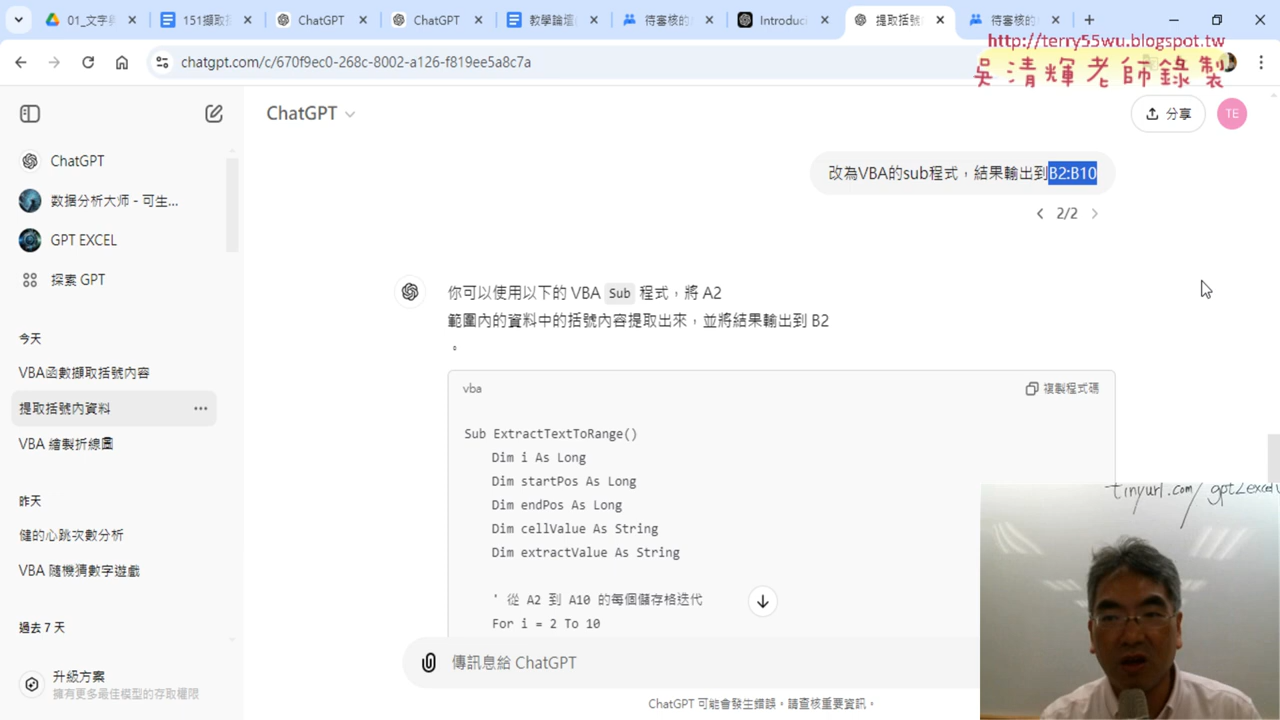 01_文字與
151擷取括
ChatGPT
ChatGPT
教學論壇
待審核的
Introduc
提取括號
待審核的
http://terry55wu.blogspot.tw
chatgpt.com/c/670f9ec0-268c-8002-a126-f819ee5a8c7a
吳清輝老師錄製
ChatGPT
分享
TE
ChatGPT
数据分析大师 - 可生...
GPT EXCEL
探索 GPT
今天
VBA函數擷取括號內容
提取括號內資料
VBA 繪製折線圖
昨天
健的心跳次數分析
VBA 隨機猜數字遊戲
過去 7 天
升級方案
擁有更多最佳模型的存取權限
改為VBA的sub程式，結果輸出到B2:B10
2/2
你可以使用以下的 VBA Sub 程式，將 A2
範圍內的資料中的括號內容提取出來，並將結果輸出到 B2
。
vba
複製程式碼
Sub ExtractTextToRange()
Dim i As Long
Dim startPos As Long
Dim endPos As Long
Dim cellValue As String
Dim extractValue As String
' 從 A2 到 A10 的每個儲存格迭代
For i = 2 To 10
傳訊息給 ChatGPT
ChatGPT 可能會發生錯誤。請查核重要資訊。
tinyurl.com/gpt2excel